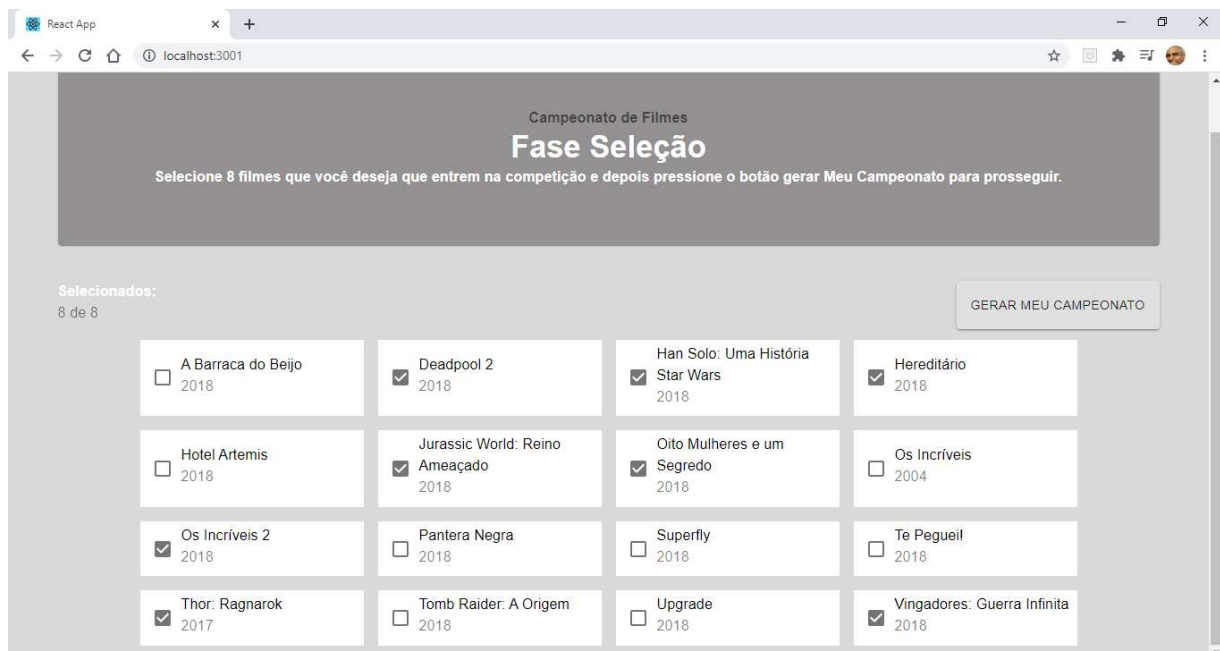 React App
localhost:3001
Campeonato de Filmes
Fase Seleção
Selecione 8 filmes que você deseja que entrem na competição e depois pressione o botão gerar Meu Campeonato para prosseguir.
Selecionados:
8 de 8
GERAR MEU CAMPEONATO
A Barraca do Beijo
2018
Deadpool 2
2018
Han Solo: Uma História
Star Wars
2018
Hereditário
2018
Hotel Artemis
2018
Jurassic World: Reino
Ameaçado
2018
Oito Mulheres e um
Segredo
2018
Os Incríveis
2004
Os Incríveis 2
2018
Pantera Negra
2018
Superfly
2018
Te Peguei!
2018
Thor: Ragnarok
2017
Tomb Raider: A Origem
2018
Upgrade
2018
Vingadores: Guerra Infinita
2018